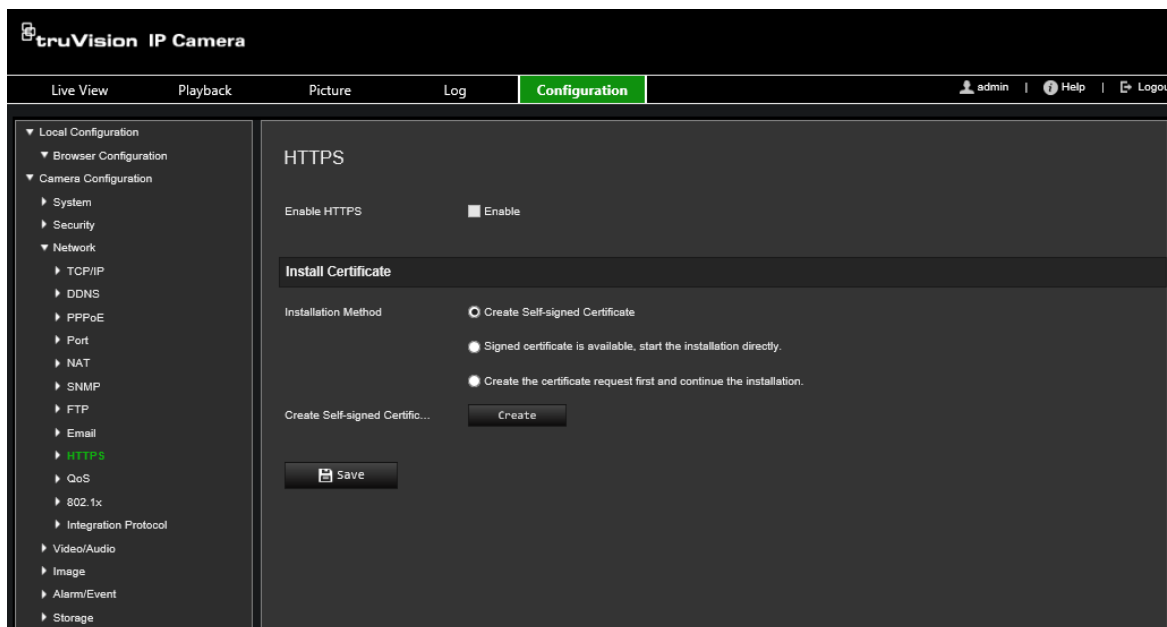 truVision IP Camera
Live View Playback Picture Log Configuration admin | Help | Logou
Local Configuration
Browser Configuration
Camera Configuration
System
Security
Network
TCP/IP
DDNS
PPPoE
Port
NAT
SNMP
FTP
Email
HTTPS
QoS
802.1x
Integration Protocol
Video/Audio
Image
Alarm/Event
Storage
HTTPS
Enable HTTPS Enable
Install Certificate
Installation Method Create Self-signed Certificate
Signed certificate is available, start the installation directly.
Create the certificate request first and continue the installation.
Create Self-signed Certific... Create
Save